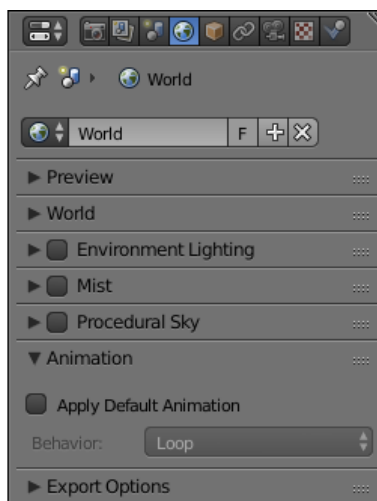 World
World F
Preview
World
Environment Lighting
Mist
Procedural Sky
Animation
Apply Default Animation
Behavior: Loop
Export Options